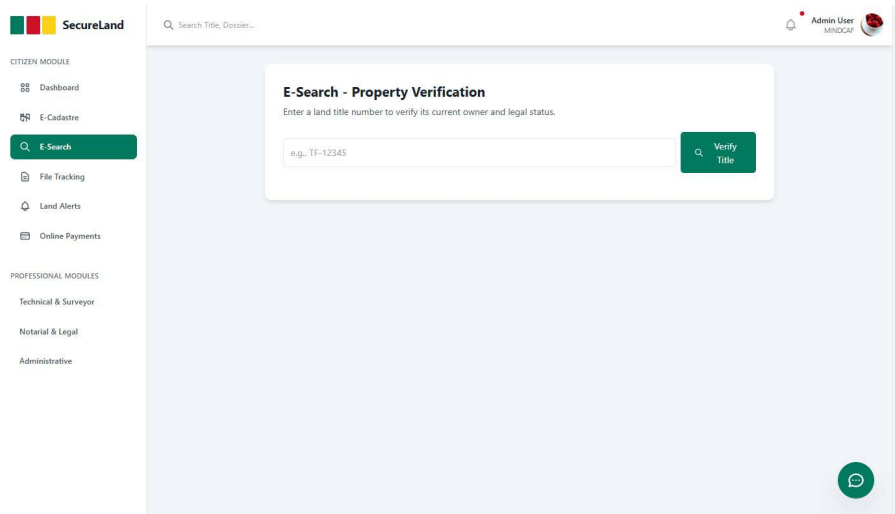 SecureLand
Search Title, Dossier...
Admin User
MINDCAF
CITIZEN MODULE
Dashboard
E-Cadastre
E-Search
File Tracking
Land Alerts
Online Payments
PROFESSIONAL MODULES
Technical & Surveyor
Notarial & Legal
Administrative
E-Search - Property Verification
Enter a land title number to verify its current owner and legal status.
e.g., TF-12345
Verify
Title